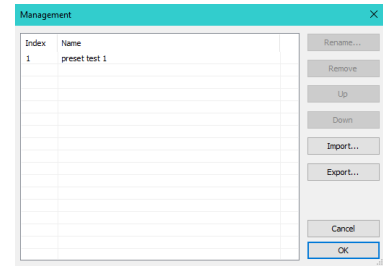 Management
Index Name
1 preset test 1
Rename...
Remove
Up
Down
Import...
Export...
Cancel
OK